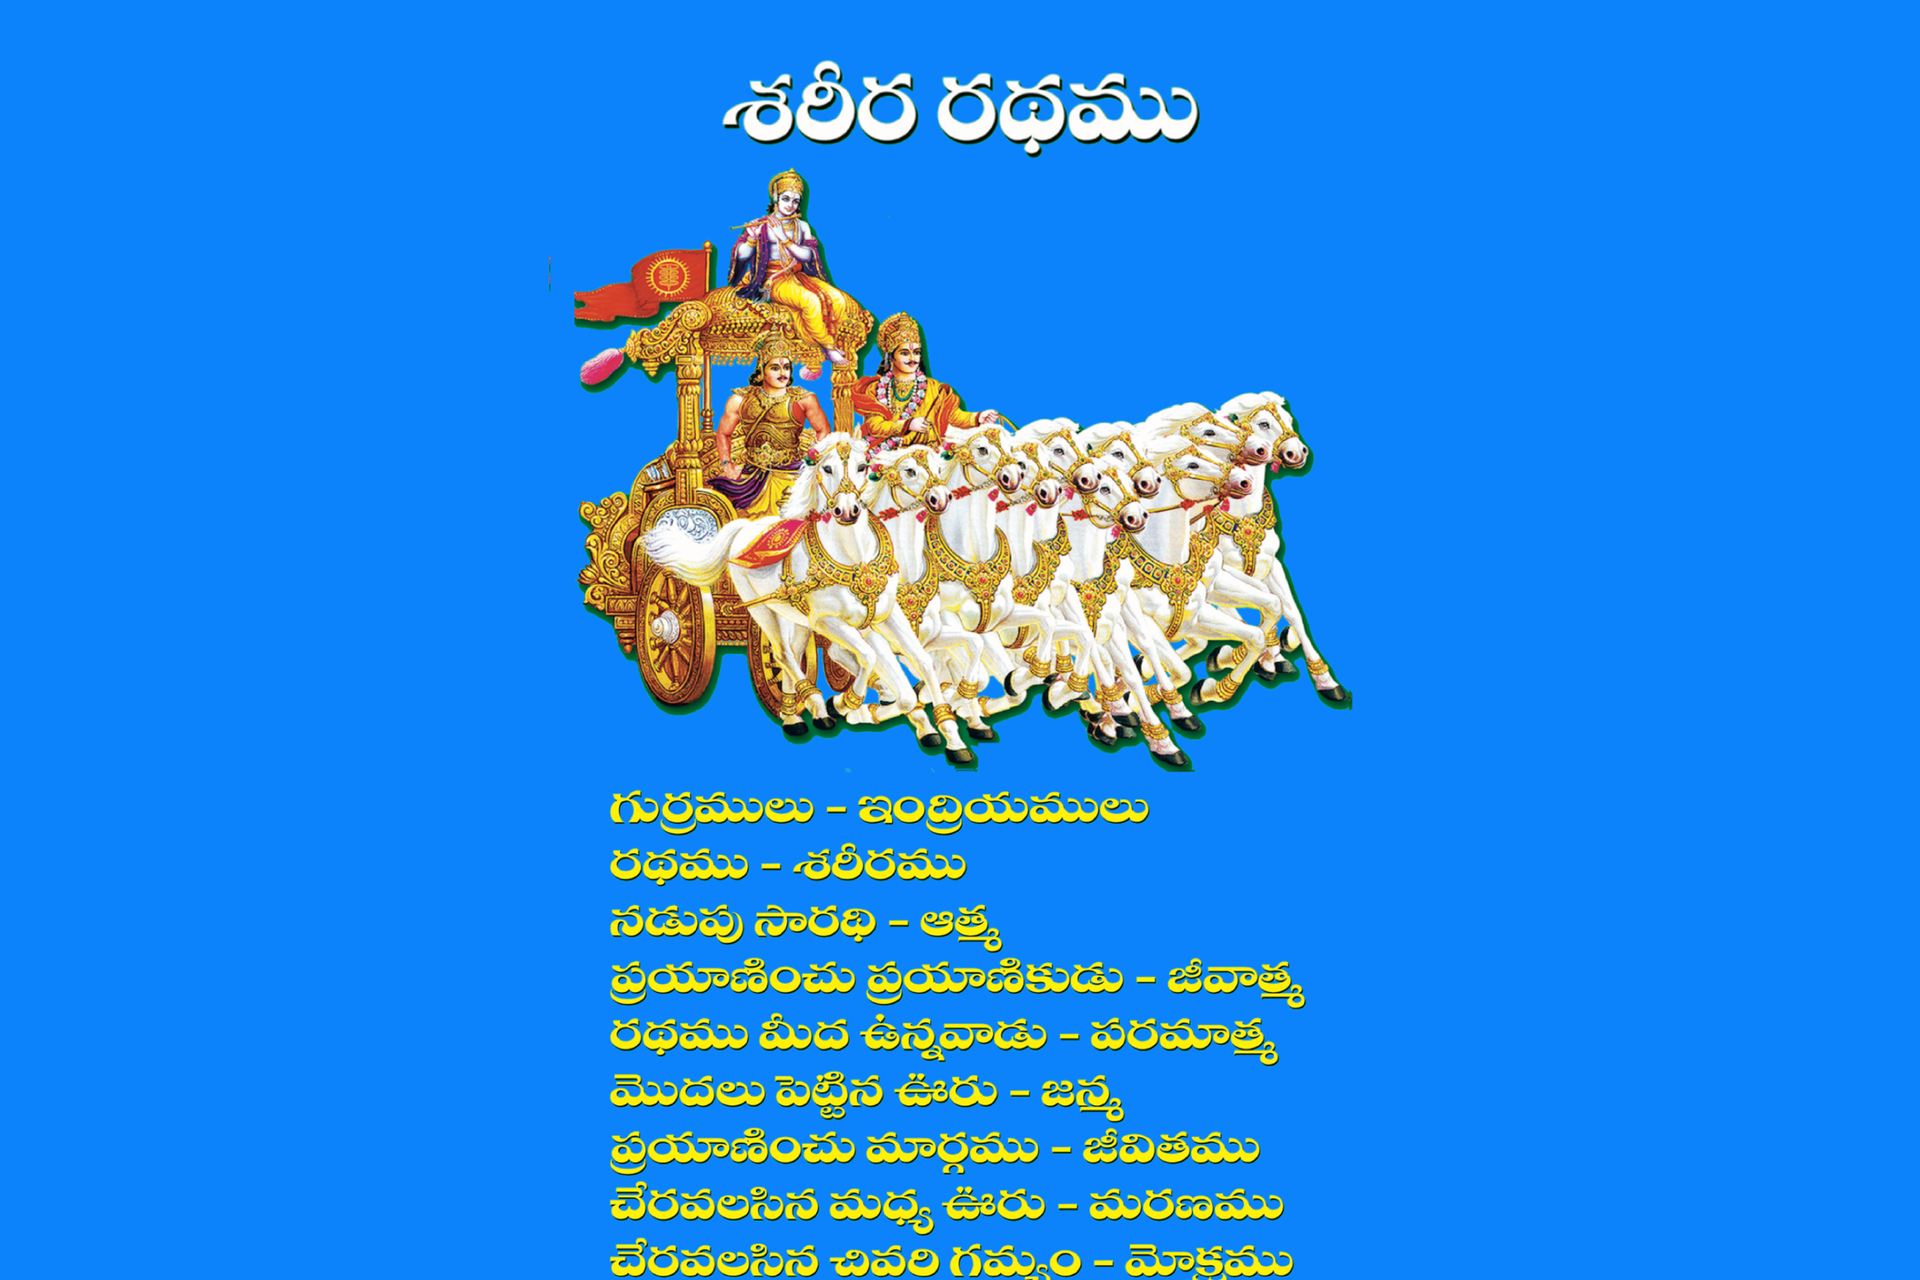 శరీర రథము
గుర్రములు - ఇంద్రియములు
రథము - శరీరము
నడుపు సారథి - ఆత్మ
ప్రయాణించు ప్రయాణికుడు - జీవాత్మ
రథము మీద ఉన్నవాడు - పరమాత్మ
మొదలు పెట్టిన ఊరు - జన్మ
ప్రయాణించు మార్గము - జీవితము
చేరవలసిన మధ్య ఊరు - మరణము
చేరవలసిన చివరి గమ్యం - మోక్షము